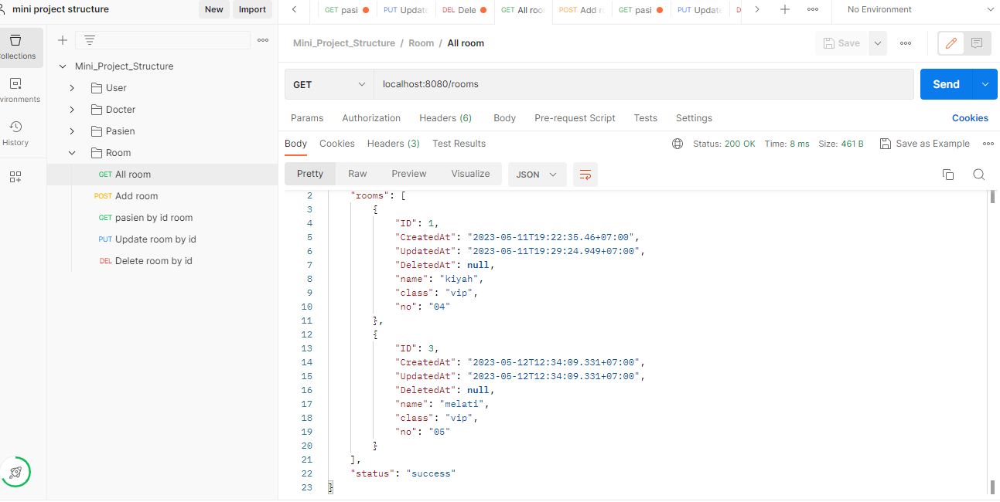 mini project structure
New
Import
GET pasi
PUT Update
DEL Dele
GET All roo
POST Add r
GET pasi
PUT Update
D
No Environment
ollections
vironments
History
Mini_Project_Structure
User
Docter
Pasien
Room
GET All room
POST Add room
GET pasien by id room
PUT Update room by id
DEL Delete room by id
Mini_Project_Structure / Room / All room
Save
GET
localhost:8080/rooms
Send
Params
Authorization
Headers (6)
Body
Pre-request Script
Tests
Settings
Cookies
Body
Cookies
Headers (3)
Test Results
Status: 200 OK
Time: 8 ms
Size: 461 B
Save as Example
Pretty
Raw
Preview
Visualize
JSON
2 "rooms": [
3 {
4 "ID": 1,
5 "CreatedAt": "2023-05-11T19:22:35.46+07:00",
6 "UpdatedAt": "2023-05-11T19:29:24.949+07:00",
7 "DeletedAt": null,
8 "name": "kiyah",
9 "class": "vip",
10 "no": "04"
11 },
12 {
13 "ID": 3,
14 "CreatedAt": "2023-05-12T12:34:09.331+07:00",
15 "UpdatedAt": "2023-05-12T12:34:09.331+07:00",
16 "DeletedAt": null,
17 "name": "melati",
18 "class": "vip",
19 "no": "05"
20 }
21 ],
22 "status": "success"
23 }